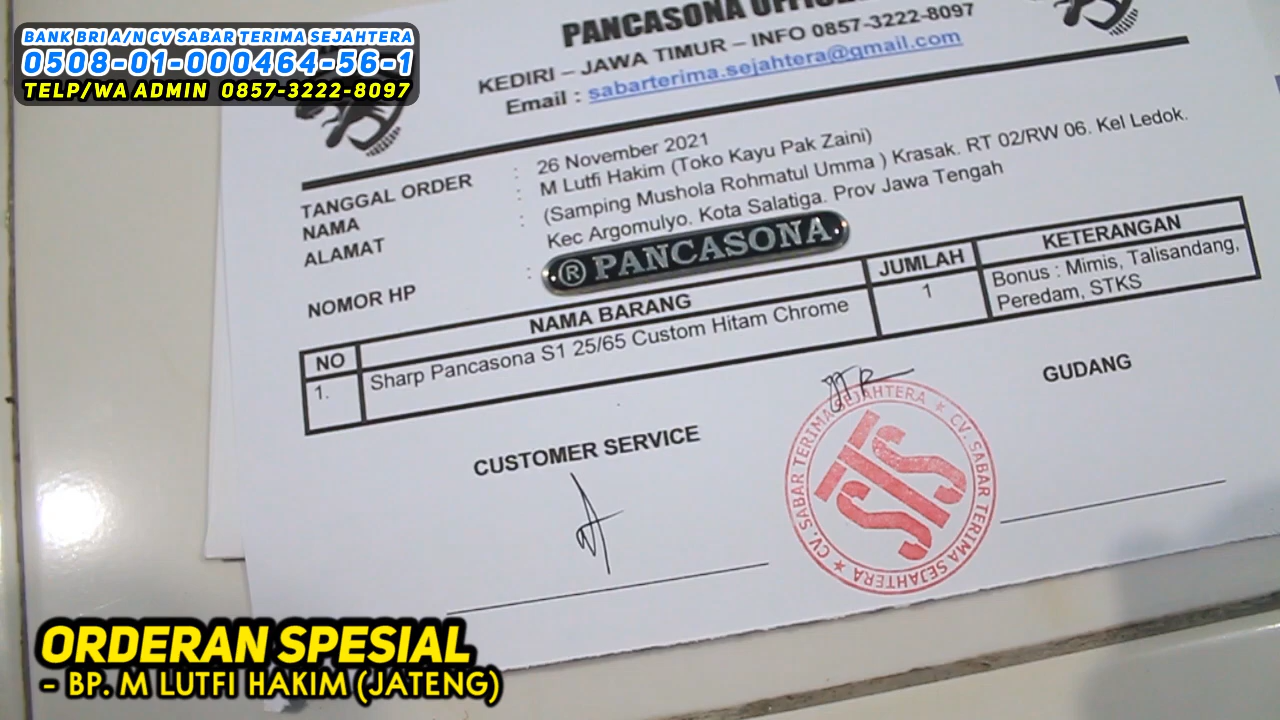 BANK BRI A/N CV SABAR TERIMA SEJAHTERA
0508-01-000464-56-1
TELP/WA ADMIN 0857-3222-8097
PANCASONA
KEDIRI – JAWA TIMUR – INFO 0857-3222-8097
Email : sabarterima.sejahtera@gmail.com
TANGGAL ORDER : 26 November 2021
NAMA : M Lutfi Hakim (Toko Kayu Pak Zaini)
ALAMAT : (Samping Mushola Rohmatul Umma ) Krasak. RT 02/RW 06. Kel Ledok.
Kec Argomulyo. Kota Salatiga. Prov Jawa Tengah
NOMOR HP :
® PANCASONA
NO NAMA BARANG JUMLAH KETERANGAN
1. Sharp Pancasona S1 25/65 Custom Hitam Chrome 1 Bonus : Mimis, Talisandang,
Peredam, STKS
CUSTOMER SERVICE GUDANG
CV. SABAR TERIMA SEJAHTERA ★ CV. SABAR TERIMA SEJAHTERA ★
STS
ORDERAN SPESIAL
- BP. M LUTFI HAKIM (JATENG)